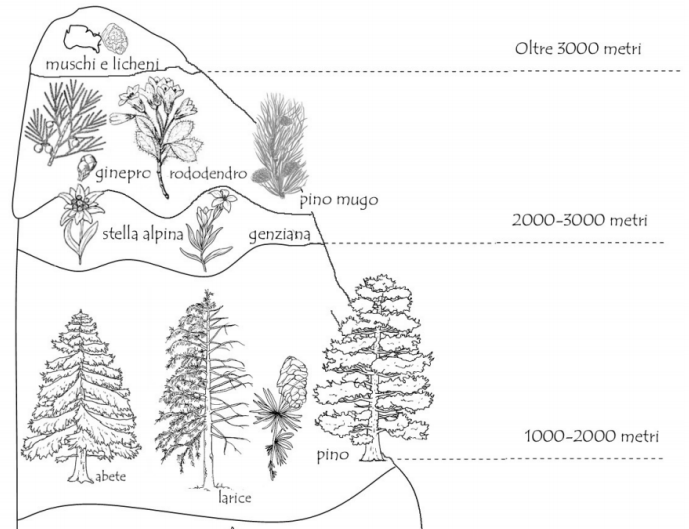 Oltre 3000 metri
muschi e licheni
ginepro
rododendro
pino mugo
stella alpina
genziana
2000-3000 metri
pino
1000-2000 metri
abete
larice